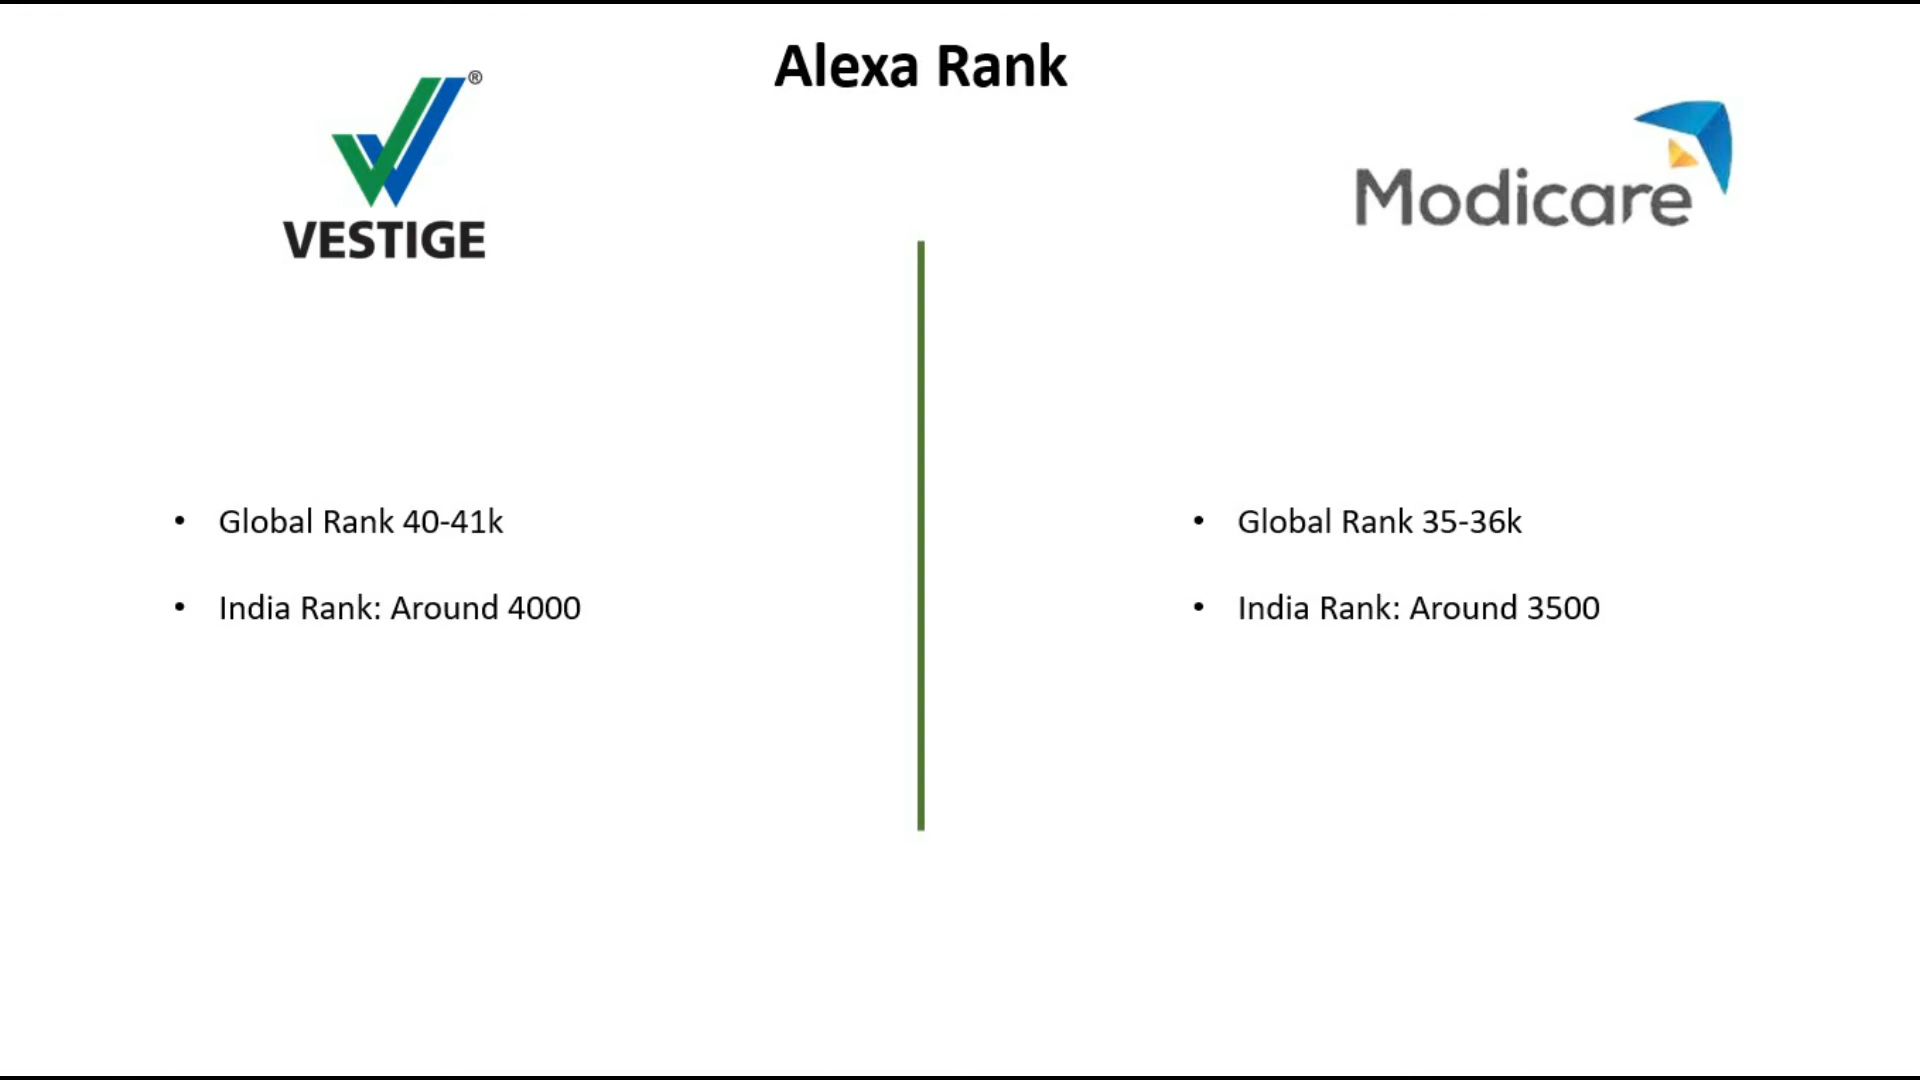 Alexa Rank
®
VESTIGE
Modicare
• Global Rank 40-41k
• India Rank: Around 4000
• Global Rank 35-36k
• India Rank: Around 3500